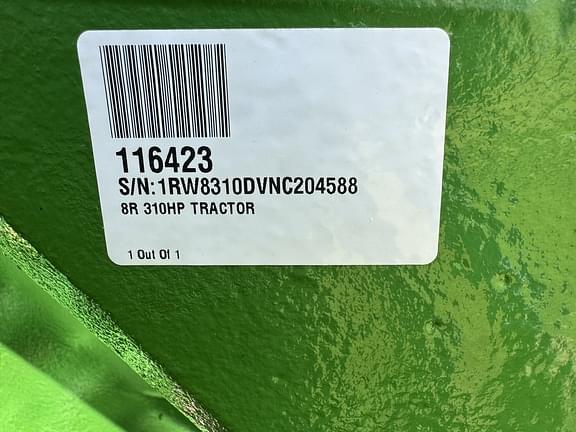 116423
S/N:1RW8310DVNC204588
8R 310HP TRACTOR
1 Out Of 1